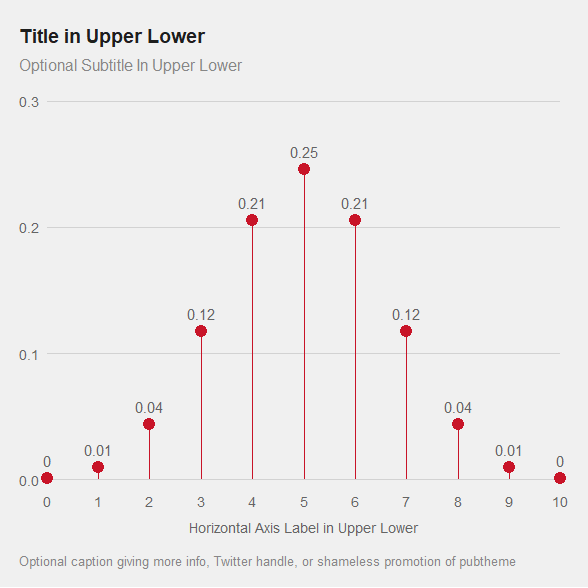 Title in Upper Lower
Optional Subtitle In Upper Lower
0.3
0.25
0.21 0.21
0.2
0.12 0.12
0.1
0.04 0.04
0.01 0.01
0 0
0.0
0 1 2 3 4 5 6 7 8 9 10
Horizontal Axis Label in Upper Lower
Optional caption giving more info, Twitter handle, or shameless promotion of pubtheme